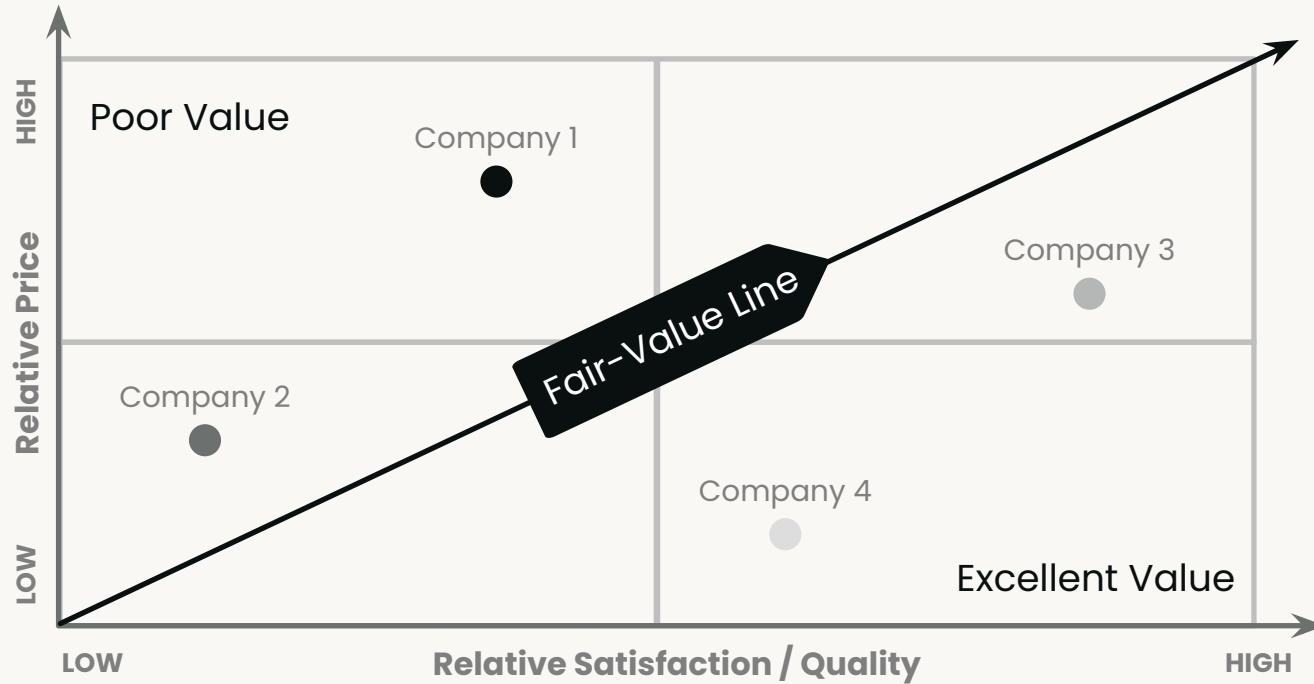 HIGH
Poor Value
Company 1
Relative Price
Company 3
Fair-Value Line
Company 2
Company 4
LOW
Excellent Value
LOW
Relative Satisfaction / Quality
HIGH